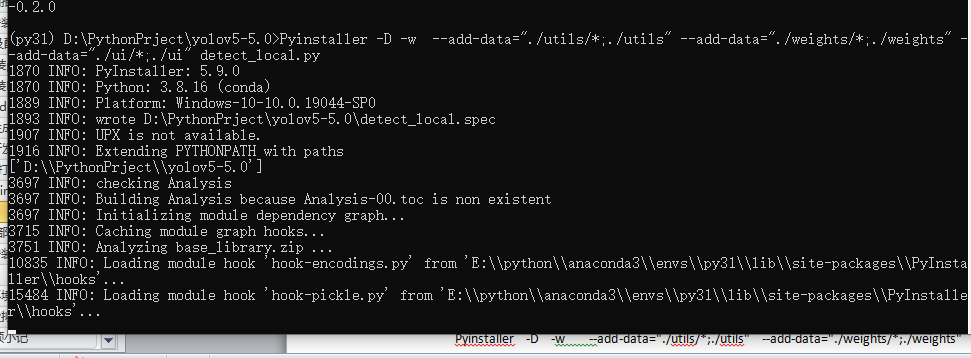 -0.2.0
(py31) D:\PythonPrject\yolov5-5.0>Pyinstaller -D -w  --add-data="./utils/*;./utils" --add-data="./weights/*;./weights" -
-add-data="./ui/*;./ui" detect_local.py
1870 INFO: PyInstaller: 5.9.0
1870 INFO: Python: 3.8.16 (conda)
1889 INFO: Platform: Windows-10-10.0.19044-SP0
1893 INFO: wrote D:\PythonPrject\yolov5-5.0\detect_local.spec
1907 INFO: UPX is not available.
1916 INFO: Extending PYTHONPATH with paths
['D:\\PythonPrject\\yolov5-5.0']
3697 INFO: checking Analysis
3697 INFO: Building Analysis because Analysis-00.toc is non existent
3697 INFO: Initializing module dependency graph...
3715 INFO: Caching module graph hooks...
3751 INFO: Analyzing base_library.zip ...
10835 INFO: Loading module hook 'hook-encodings.py' from 'E:\\python\\anaconda3\\envs\\py31\\lib\\site-packages\\PyInsta
ller\\hooks'...
15484 INFO: Loading module hook 'hook-pickle.py' from 'E:\\python\\anaconda3\\envs\\py31\\lib\\site-packages\\PyInstalle
r\\hooks'...
Pyinstaller -D -w --add-data="./utils/*;./utils" --add-data="./weights/*;./weights"